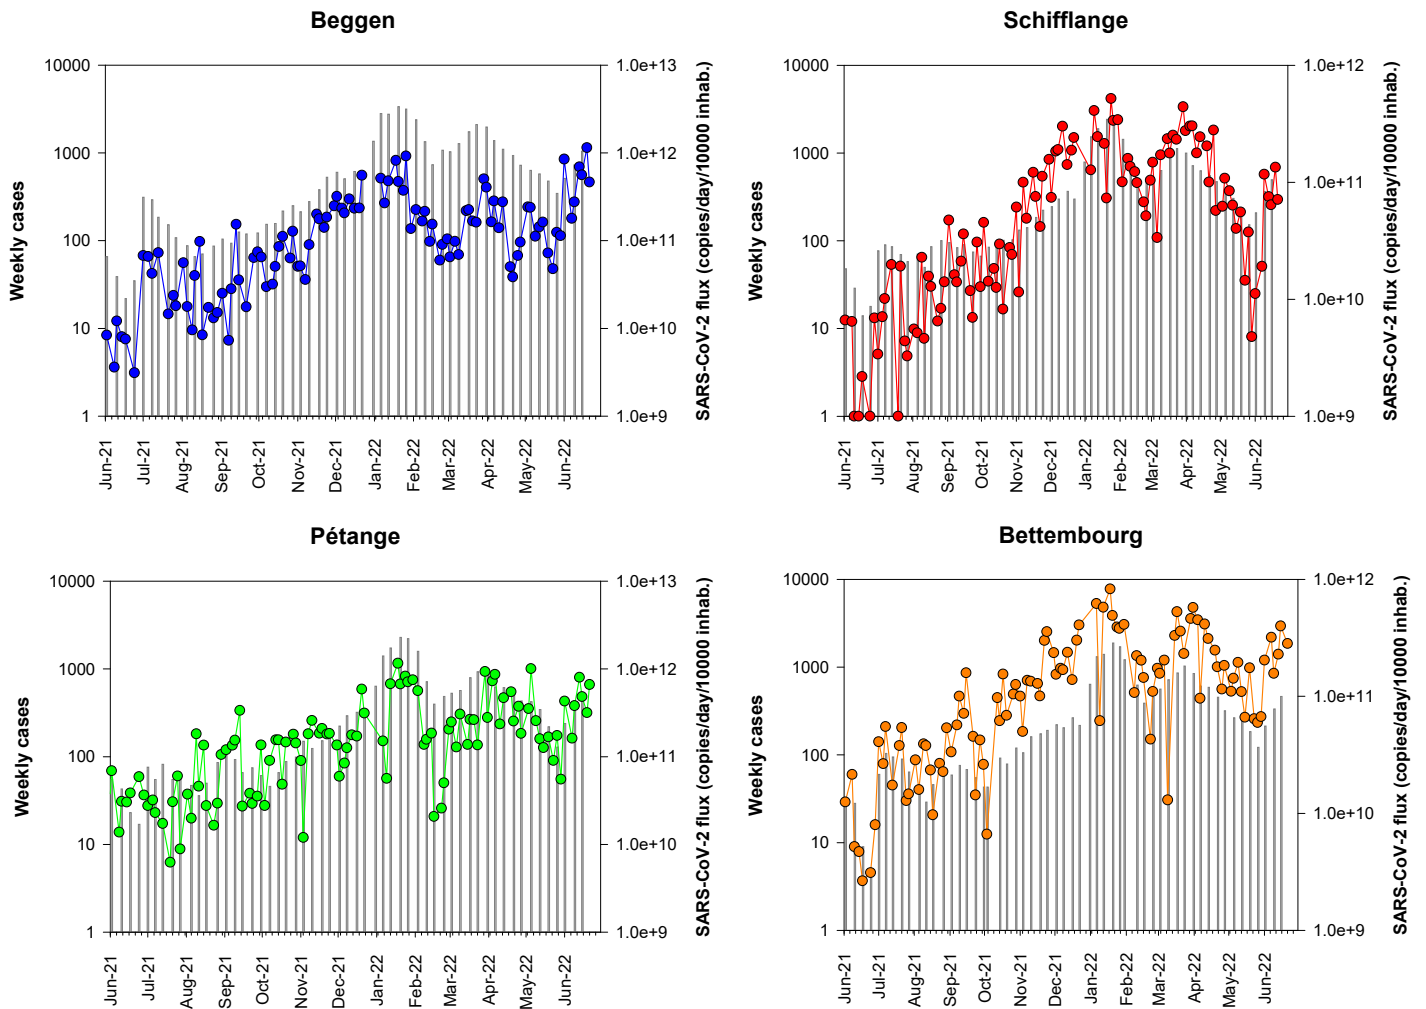 Beggen
Weekly cases
10000
1000
100
10
1
1.0e+13
1.0e+12
1.0e+11
1.0e+10
1.0e+9
SARS-CoV-2 flux (copies/day/10000 inhab.)
Jun-21
Jul-21
Aug-21
Sep-21
Oct-21
Nov-21
Dec-21
Jan-22
Feb-22
Mar-22
Apr-22
May-22
Jun-22
Schifflange
Weekly cases
10000
1000
100
10
1
1.0e+12
1.0e+11
1.0e+10
1.0e+9
SARS-CoV-2 flux (copies/day/10000 inhab.)
Jun-21
Jul-21
Aug-21
Sep-21
Oct-21
Nov-21
Dec-21
Jan-22
Feb-22
Mar-22
Apr-22
May-22
Jun-22
Pétange
Weekly cases
10000
1000
100
10
1
1.0e+13
1.0e+12
1.0e+11
1.0e+10
1.0e+9
SARS-CoV-2 flux (copies/day/10000 inhab.)
Jun-21
Jul-21
Aug-21
Sep-21
Oct-21
Nov-21
Dec-21
Jan-22
Feb-22
Mar-22
Apr-22
May-22
Jun-22
Bettembourg
Weekly cases
10000
1000
100
10
1
1.0e+12
1.0e+11
1.0e+10
1.0e+9
SARS-CoV-2 flux (copies/day/10000 inhab.)
Jun-21
Jul-21
Aug-21
Sep-21
Oct-21
Nov-21
Dec-21
Jan-22
Feb-22
Mar-22
Apr-22
May-22
Jun-22